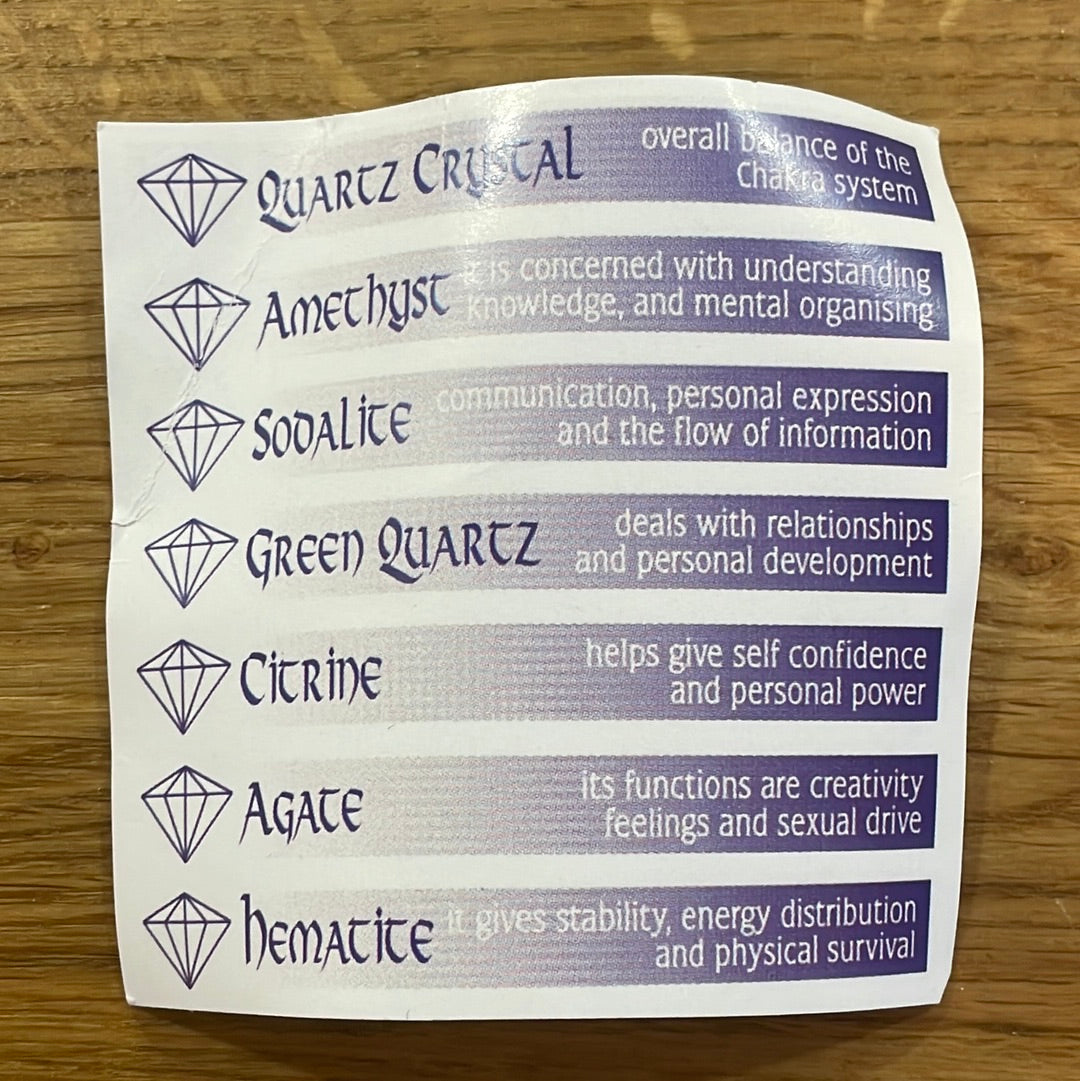 Quartz Crystal
overall balance of the
Chakra system
Amethyst
is concerned with understanding
knowledge, and mental organising
Sodalite
communication, personal expression
and the flow of information
Green Quartz
deals with relationships
and personal development
Citrine
helps give self confidence
and personal power
Agate
its functions are creativity
feelings and sexual drive
Hematite
it gives stability, energy distribution
and physical survival